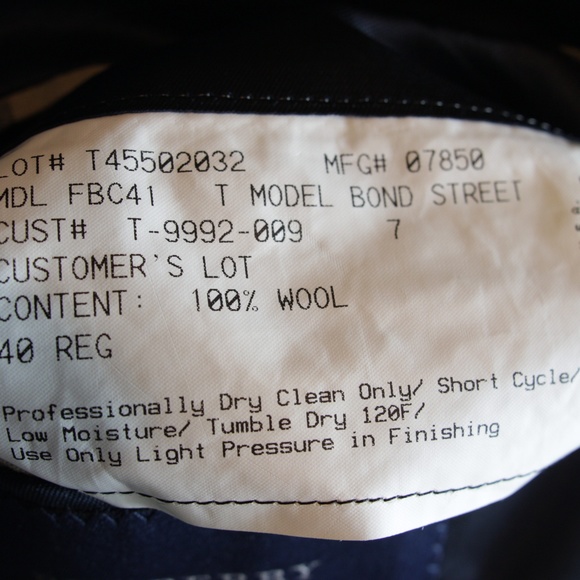 LOT# T45502032 MFG# 07850
MDL FBC41 T MODEL BOND STREET
CUST# T-9992-009 7
CUSTOMER'S LOT
CONTENT: 100% WOOL
40 REG
Professionally Dry Clean Only/ Short Cycle/
Low Moisture/ Tumble Dry 120F/
Use Only Light Pressure in Finishing